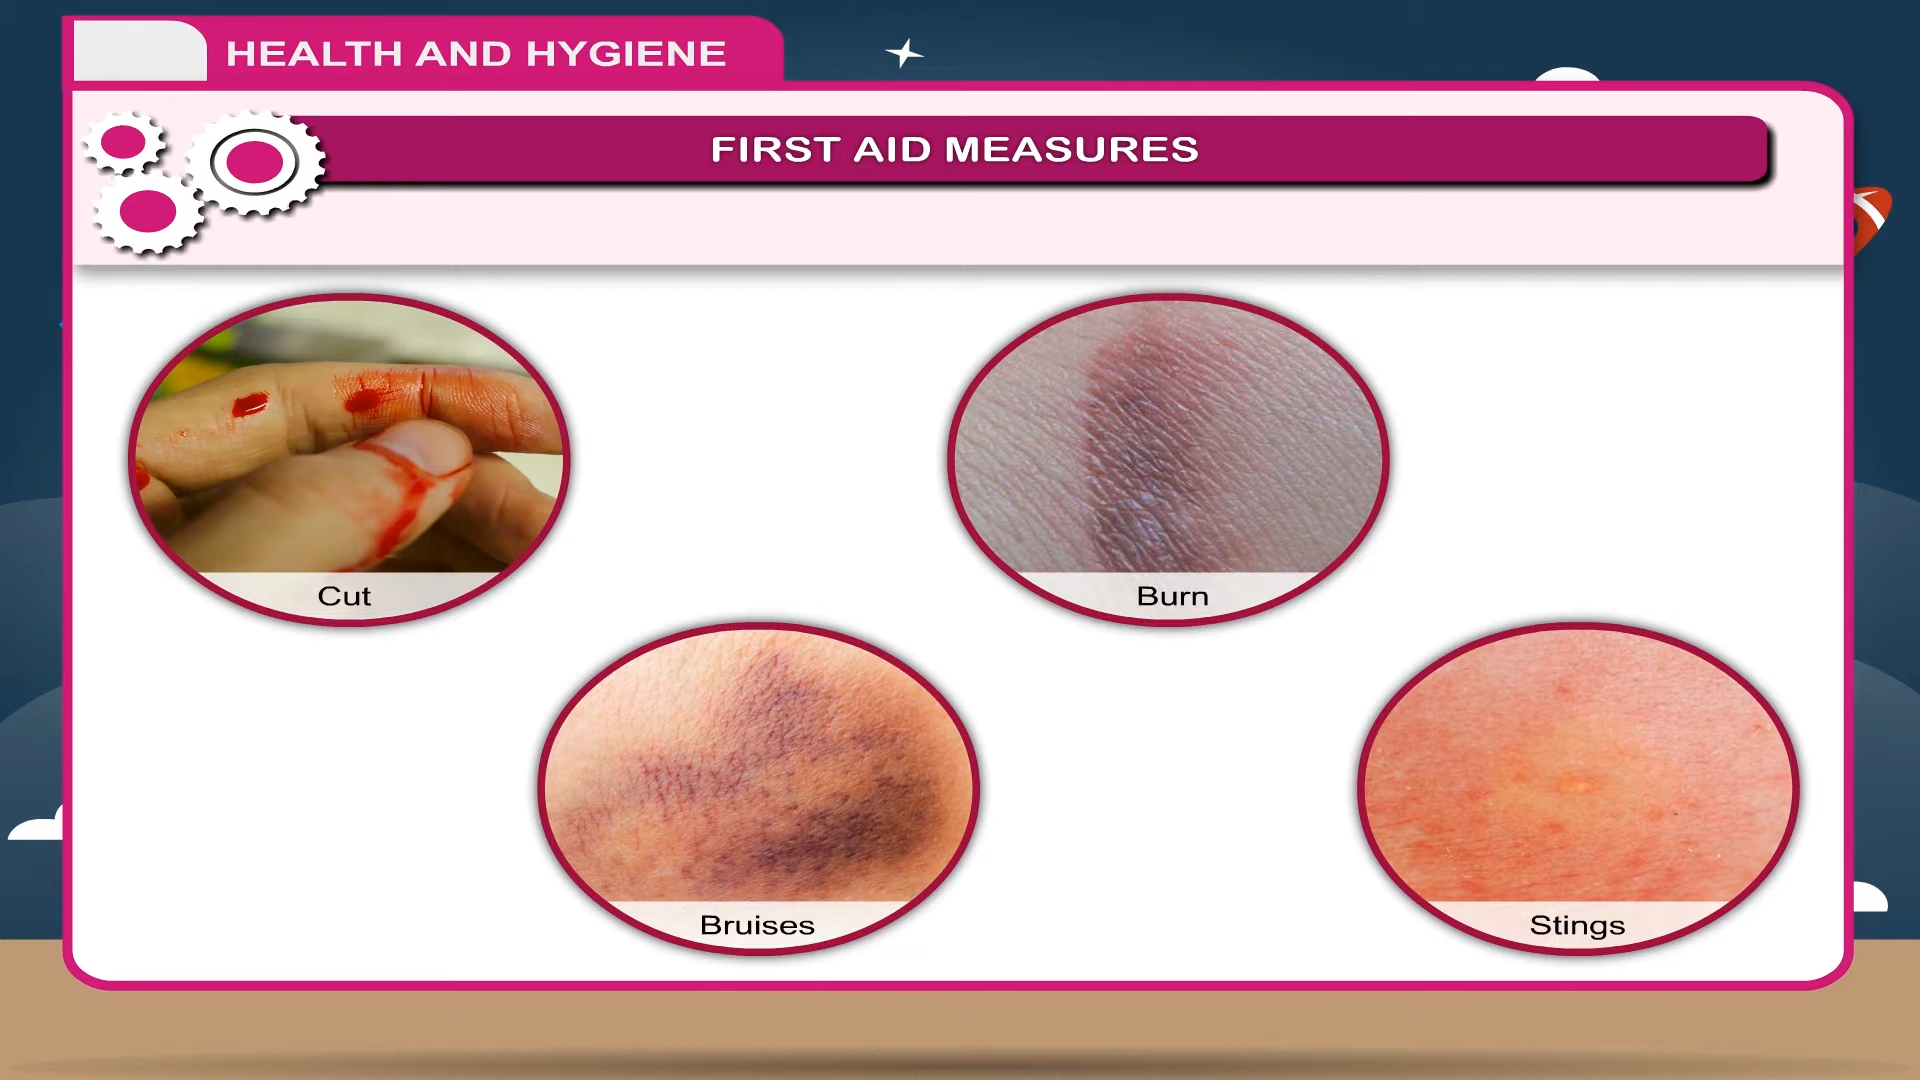 HEALTH AND HYGIENE
FIRST AID MEASURES
Cut
Burn
Bruises
Stings